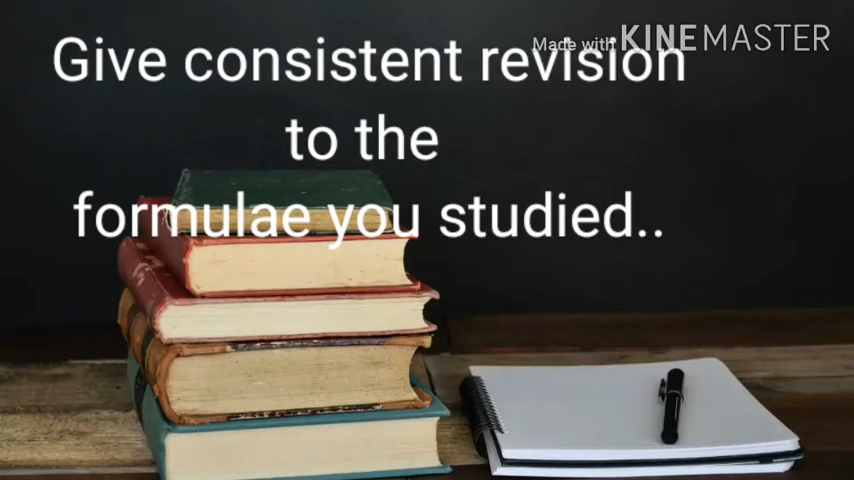 Made with KINEMASTER
Give consistent revision
to the
formulae you studied..